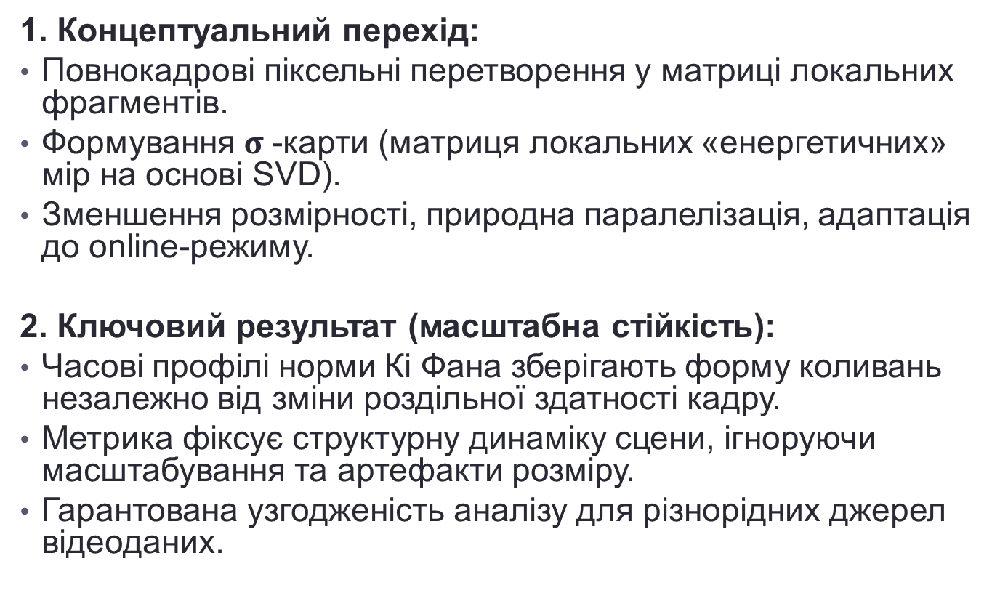 1. Концептуальний перехід:
• Повнокадрові піксельні перетворення у матриці локальних
фрагментів.
• Формування σ -карти (матриця локальних «енергетичних»
мір на основі SVD).
• Зменшення розмірності, природна паралелізація, адаптація
до online-режиму.
2. Ключовий результат (масштабна стійкість):
• Часові профілі норми Кі Фана зберігають форму коливань
незалежно від зміни роздільної здатності кадру.
• Метрика фіксує структурну динаміку сцени, ігноруючи
масштабування та артефакти розміру.
• Гарантована узгодженість аналізу для різнорідних джерел
відеоданих.